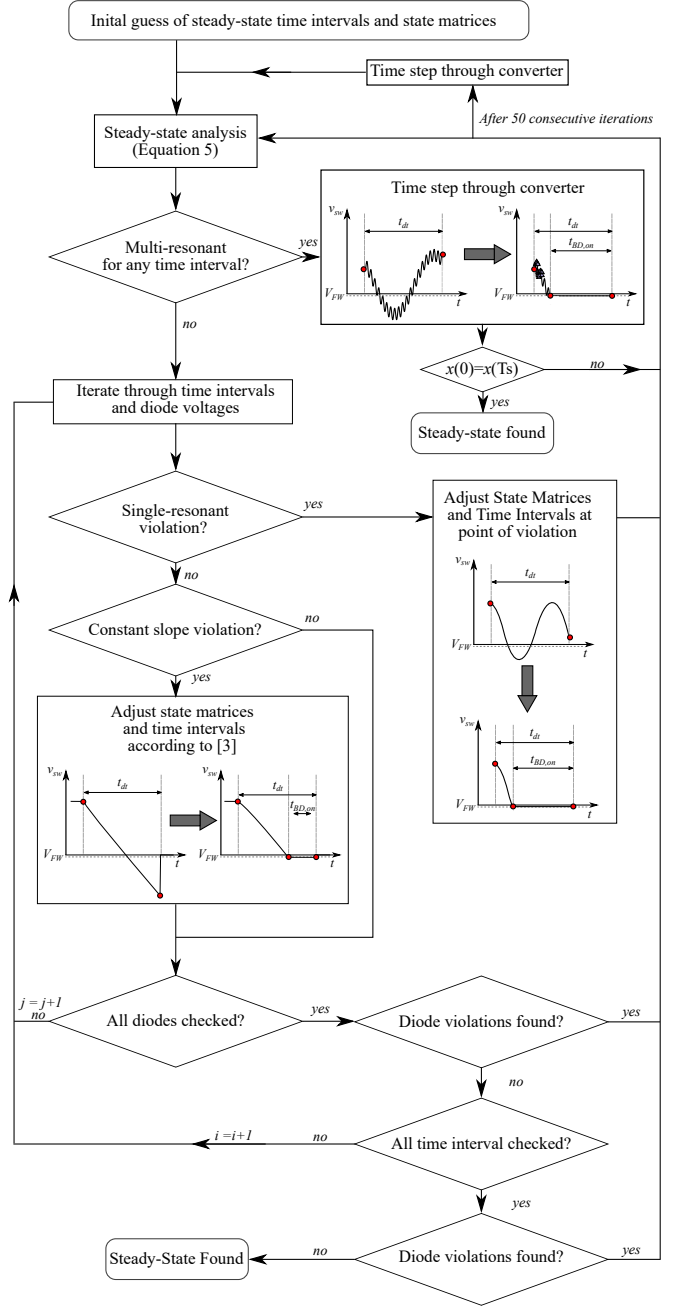 Inital guess of steady-state time intervals and state matrices
Time step through converter
After 50 consecutive iterations
Steady-state analysis
(Equation 5)
Time step through converter
v_sw
t_dt
V_FW
t
v_sw
t_dt
t_BD,on
V_FW
t
Multi-resonant
for any time interval?
yes
no
x(0)=x(Ts)
no
yes
Steady-state found
Iterate through time intervals
and diode voltages
Single-resonant
violation?
yes
no
Adjust State Matrices
and Time Intervals at
point of violation
v_sw
t_dt
V_FW
t
v_sw
t_dt
t_BD,on
V_FW
t
Constant slope violation?
no
yes
Adjust state matrices
and time intervals
according to [3]
v_sw
t_dt
V_FW
t
v_sw
t_dt
t_BD,on
V_FW
t
j = j+1
no
All diodes checked?
yes
Diode violations found?
yes
no
i =i+1
no
All time interval checked?
yes
Steady-State Found
no
Diode violations found?
yes